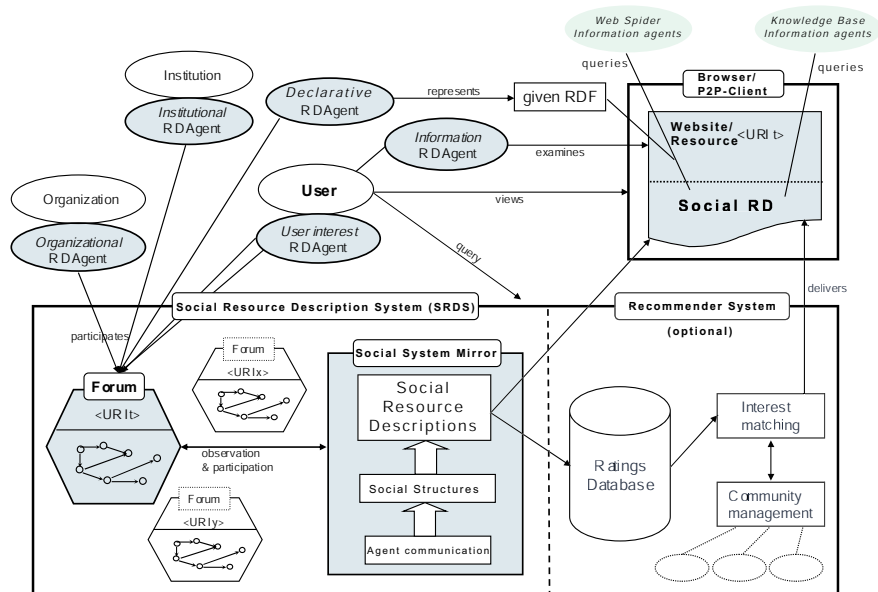 Web Spider
Information agents
Knowledge Base
Information agents
queries
queries
Browser/
P2P-Client
Institution
Institutional
RDAgent
Declarative
RDAgent
represents
given RDF
Website/
Resource
<URIt>
Information
RDAgent
examines
Organization
User
views
Social RD
Organizational
RDAgent
User interest
RDAgent
query
delivers
Social Resource Description System (SRDS)
Recommender System
(optional)
participates
Forum
<URIt>
Forum
<URIx>
Social System Mirror
Social
Resource
Descriptions
Interest
matching
observation
& participation
Ratings
Database
Social Structures
Community
management
Forum
<URIy>
Agent communication